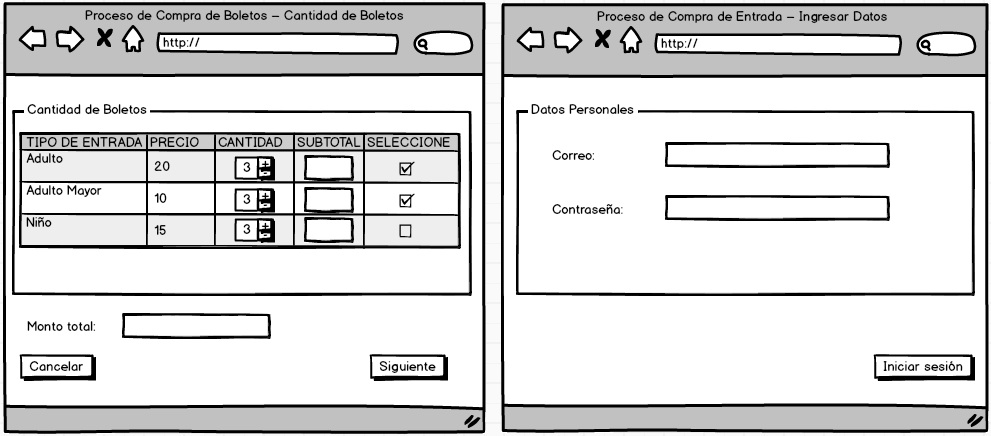 Proceso de Compra de Boletos – Cantidad de Boletos
http://
Cantidad de Boletos
TIPO DE ENTRADA PRECIO CANTIDAD SUBTOTAL SELECCIONE
Adulto 20 3
Adulto Mayor 10 3
Niño 15 3
Monto total:
Cancelar Siguiente
Proceso de Compra de Entrada – Ingresar Datos
http://
Datos Personales
Correo:
Contraseña:
Iniciar sesión